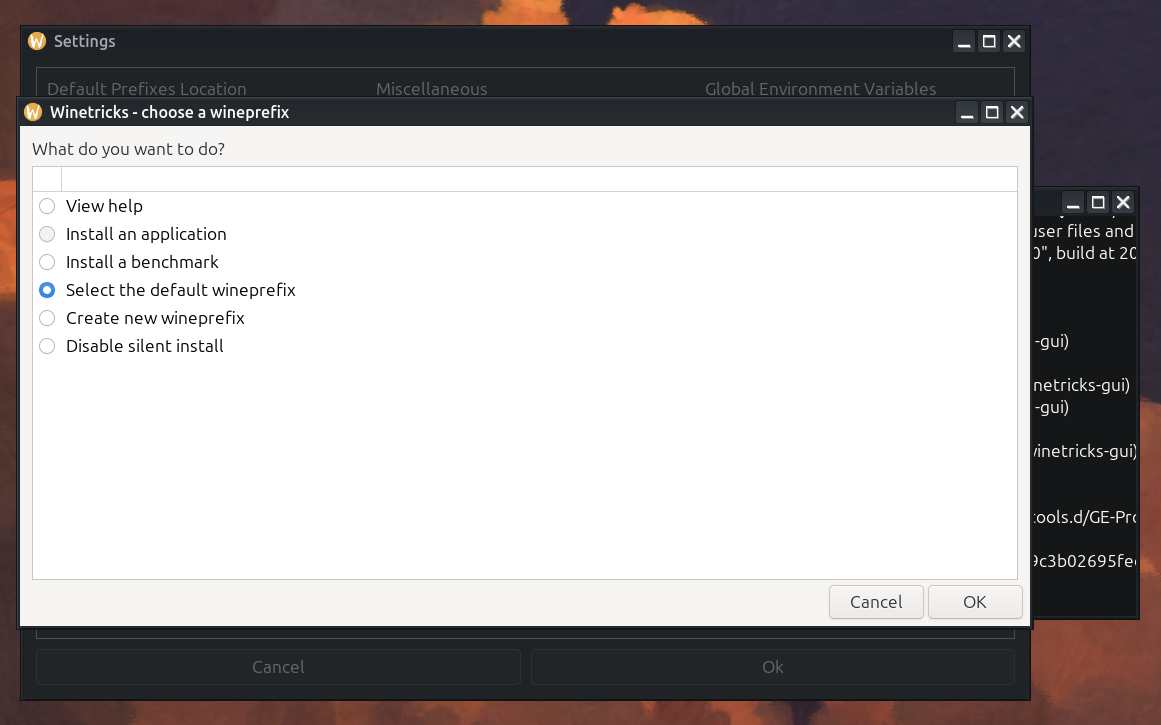 Settings
Default Prefixes Location
Miscellaneous
Global Environment Variables
Winetricks - choose a wineprefix
What do you want to do?
View help
Install an application
Install a benchmark
Select the default wineprefix
Create new wineprefix
Disable silent install
Cancel
OK
user files and
0", build at 20
-gui)
netricks-gui)
-gui)
vinetricks-gui)
tools.d/GE-Pro
9c3b02695fe
Cancel
Ok